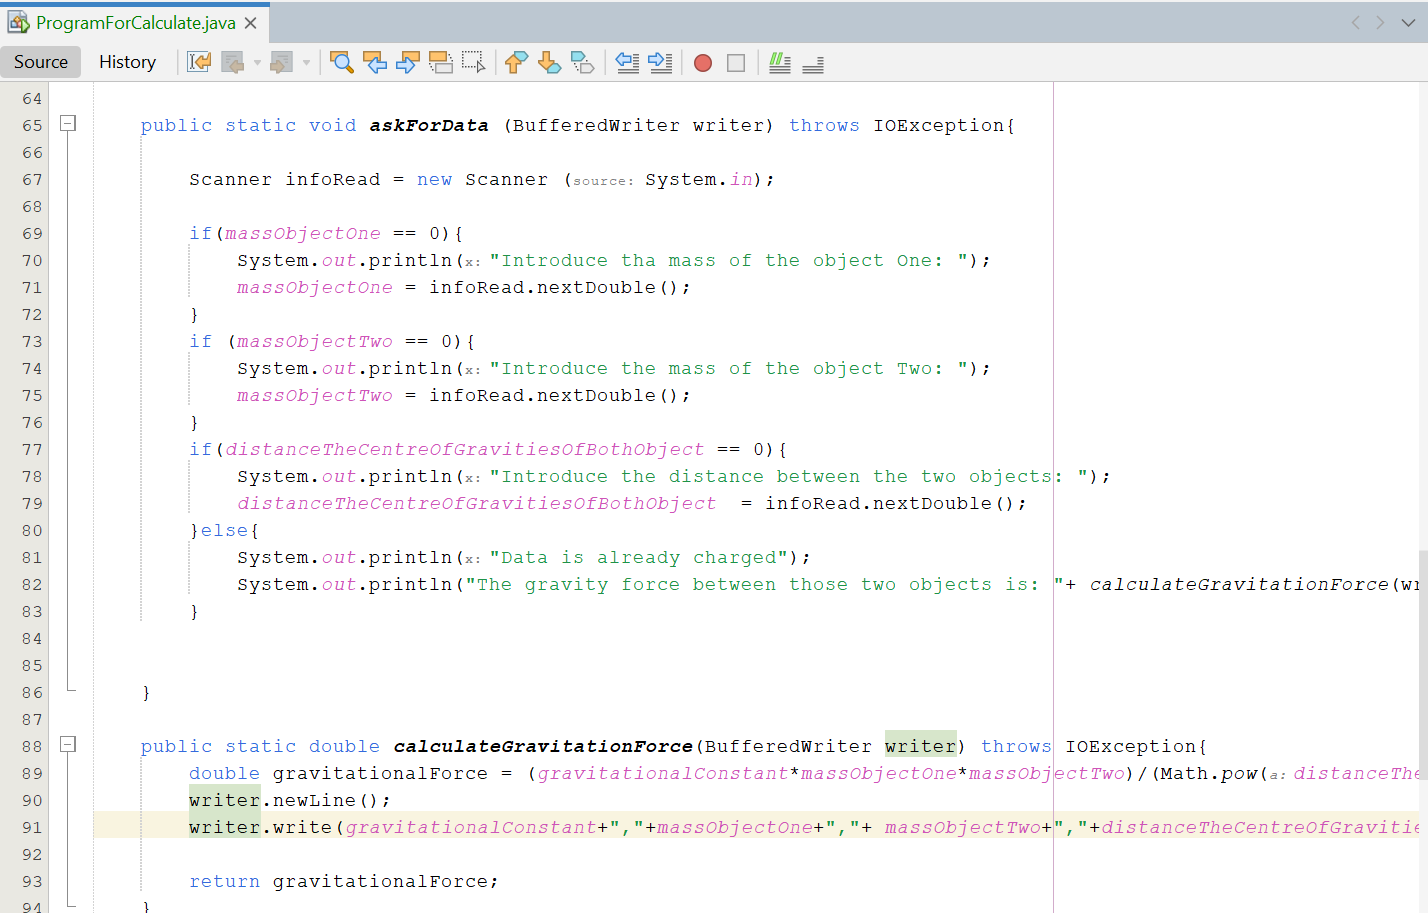 ProgramForCalculate.java
Source History
64
65 public static void askForData (BufferedWriter writer) throws IOException{
66
67 Scanner infoRead = new Scanner (source: System.in);
68
69 if(massObjectOne == 0){
70 System.out.println(x: "Introduce tha mass of the object One: ");
71 massObjectOne = infoRead.nextDouble();
72 }
73 if (massObjectTwo == 0){
74 System.out.println(x: "Introduce the mass of the object Two: ");
75 massObjectTwo = infoRead.nextDouble();
76 }
77 if(distanceTheCentreOfGravitiesOfBothObject == 0){
78 System.out.println(x: "Introduce the distance between the two objects: ");
79 distanceTheCentreOfGravitiesOfBothObject = infoRead.nextDouble();
80 }else{
81 System.out.println(x: "Data is already charged");
82 System.out.println("The gravity force between those two objects is: "+ calculateGravitationForce(wr
83 }
84
85
86 }
87
88 public static double calculateGravitationForce(BufferedWriter writer) throws IOException{
89 double gravitationalForce = (gravitationalConstant*massObjectOne*massObjectTwo)/(Math.pow(a: distanceThe
90 writer.newLine();
91 writer.write(gravitationalConstant+","+massObjectOne+","+ massObjectTwo+","+distanceTheCentreOfGravitie
92
93 return gravitationalForce;
94 }